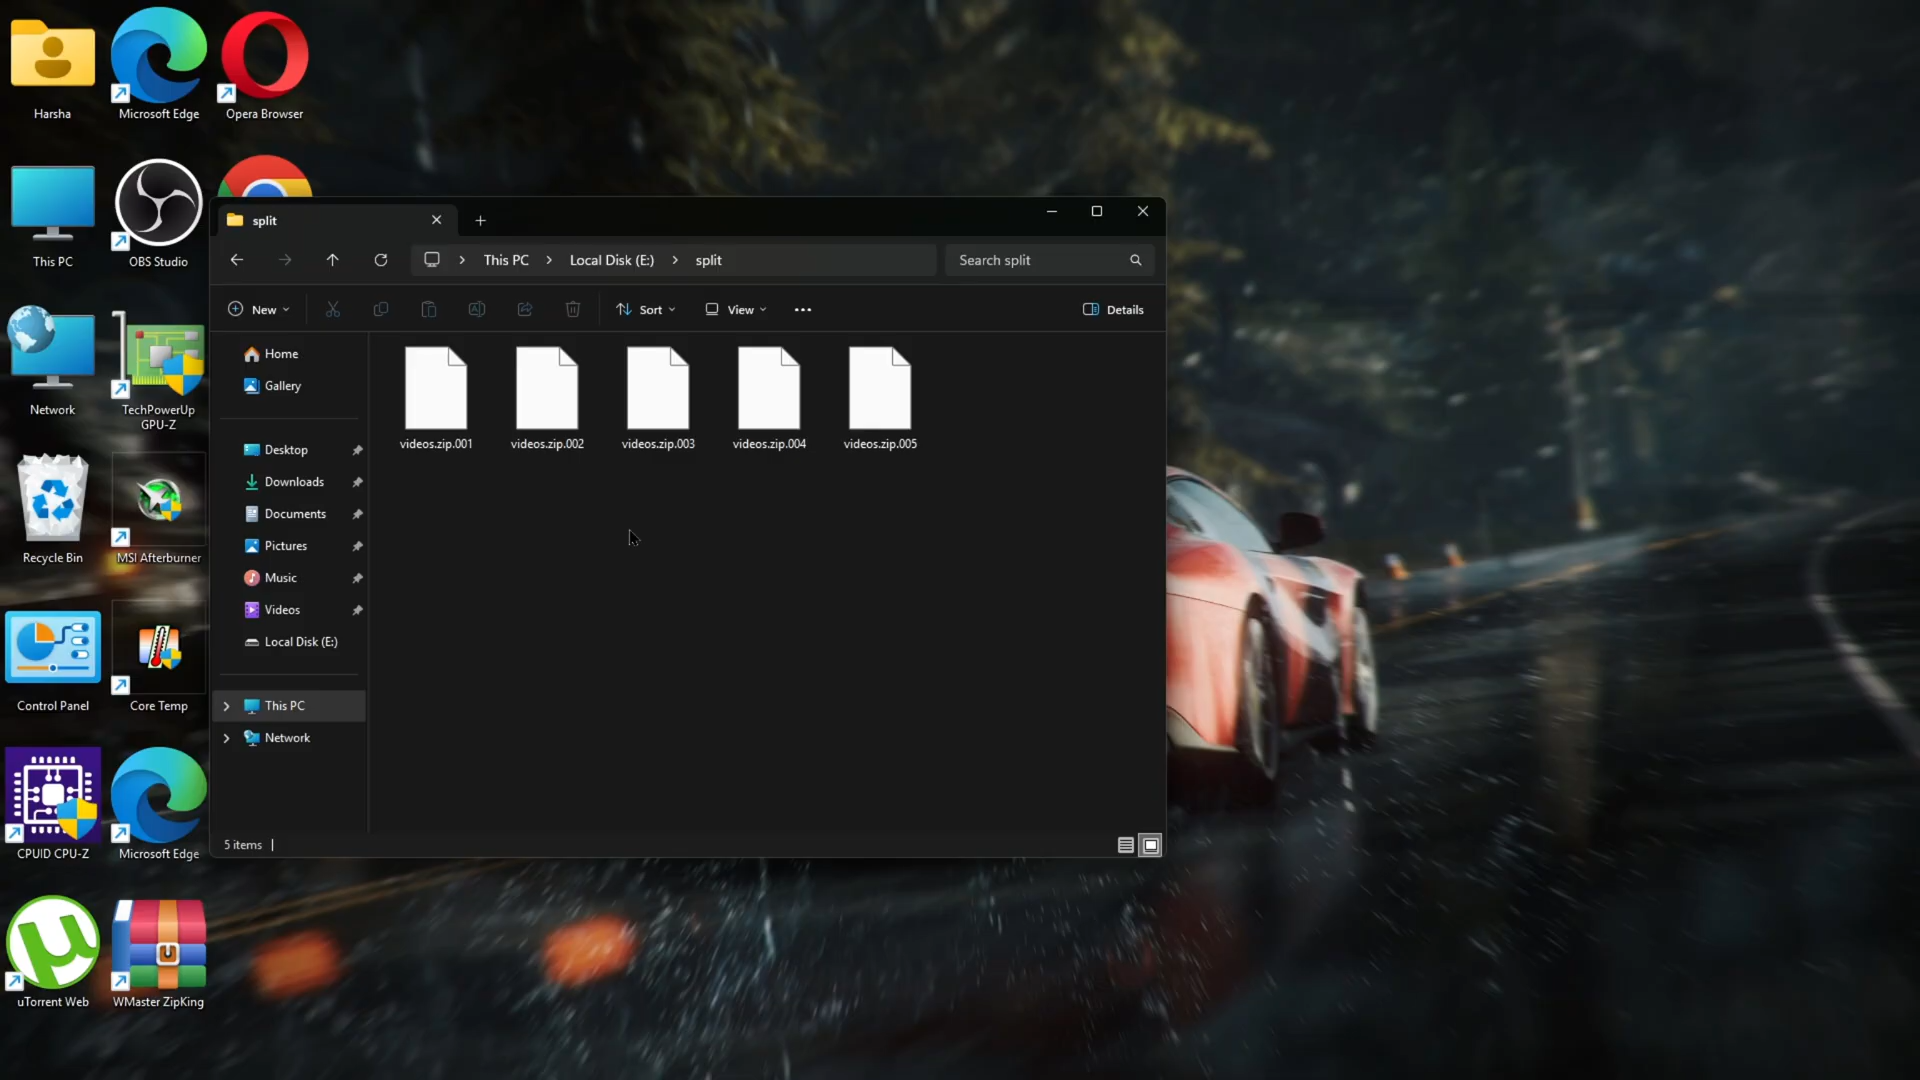 Harsha
Microsoft Edge
Opera Browser
This PC
OBS Studio
Network
TechPowerUp
GPU-Z
Recycle Bin
MSI Afterburner
Control Panel
Core Temp
CPUID CPU-Z
Microsoft Edge
uTorrent Web
WMaster ZipKing
split
This PC
Local Disk (E:)
split
Search split
New
Sort
View
Details
Home
Gallery
Desktop
Downloads
Documents
Pictures
Music
Videos
Local Disk (E:)
This PC
Network
videos.zip.001
videos.zip.002
videos.zip.003
videos.zip.004
videos.zip.005
5 items